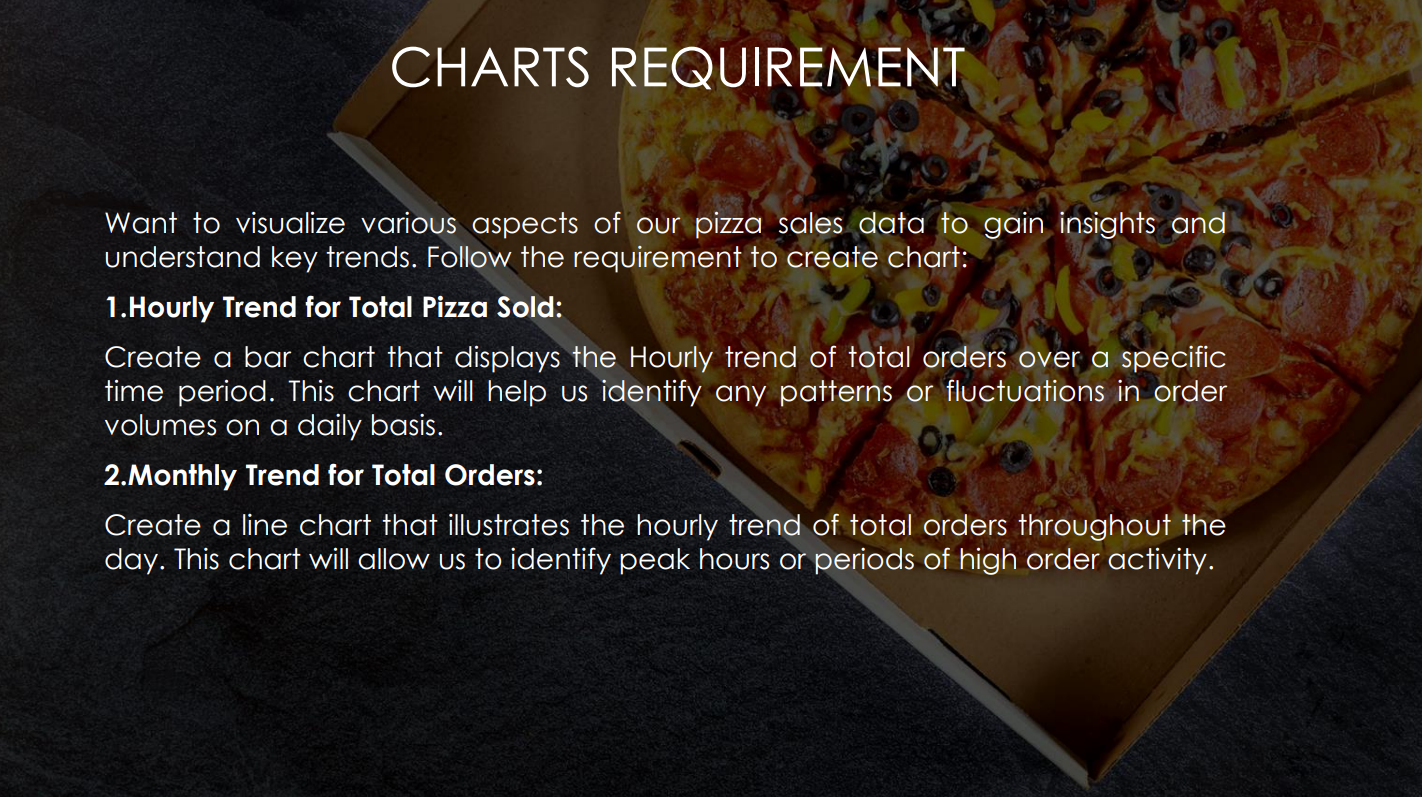 CHARTS REQUIREMENT
Want to visualize various aspects of our pizza sales data to gain insights and
understand key trends. Follow the requirement to create chart:
1.Hourly Trend for Total Pizza Sold:
Create a bar chart that displays the Hourly trend of total orders over a specific
time period. This chart will help us identify any patterns or fluctuations in order
volumes on a daily basis.
2.Monthly Trend for Total Orders:
Create a line chart that illustrates the hourly trend of total orders throughout the
day. This chart will allow us to identify peak hours or periods of high order activity.